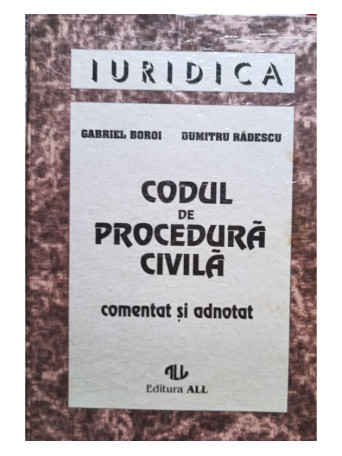 IURIDICA
GABRIEL BOROI DUMITRU RĂDESCU
CODUL
DE
PROCEDURĂ
CIVILĂ
comentat și adnotat
ALL
Editura ALL